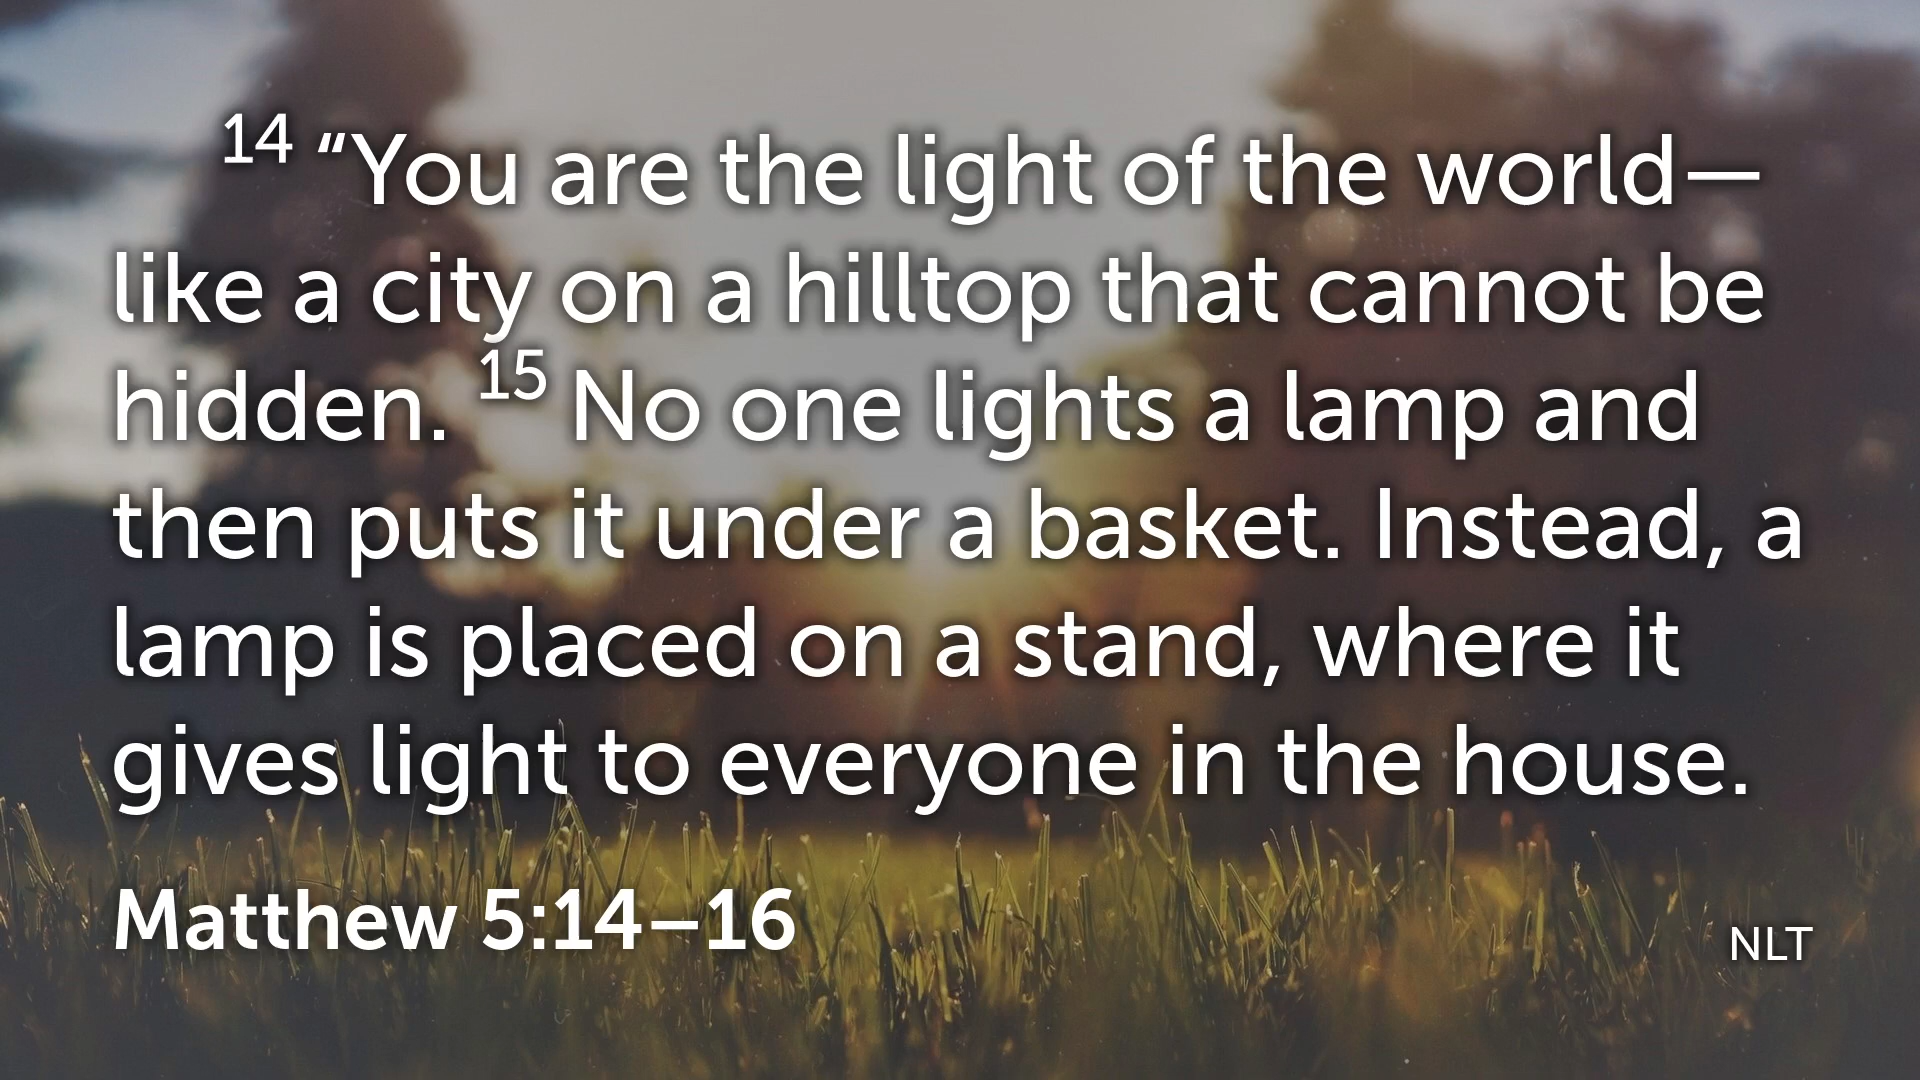 14 “You are the light of the world—
like a city on a hilltop that cannot be
hidden. 15 No one lights a lamp and
then puts it under a basket. Instead, a
lamp is placed on a stand, where it
gives light to everyone in the house.
Matthew 5:14–16
NLT